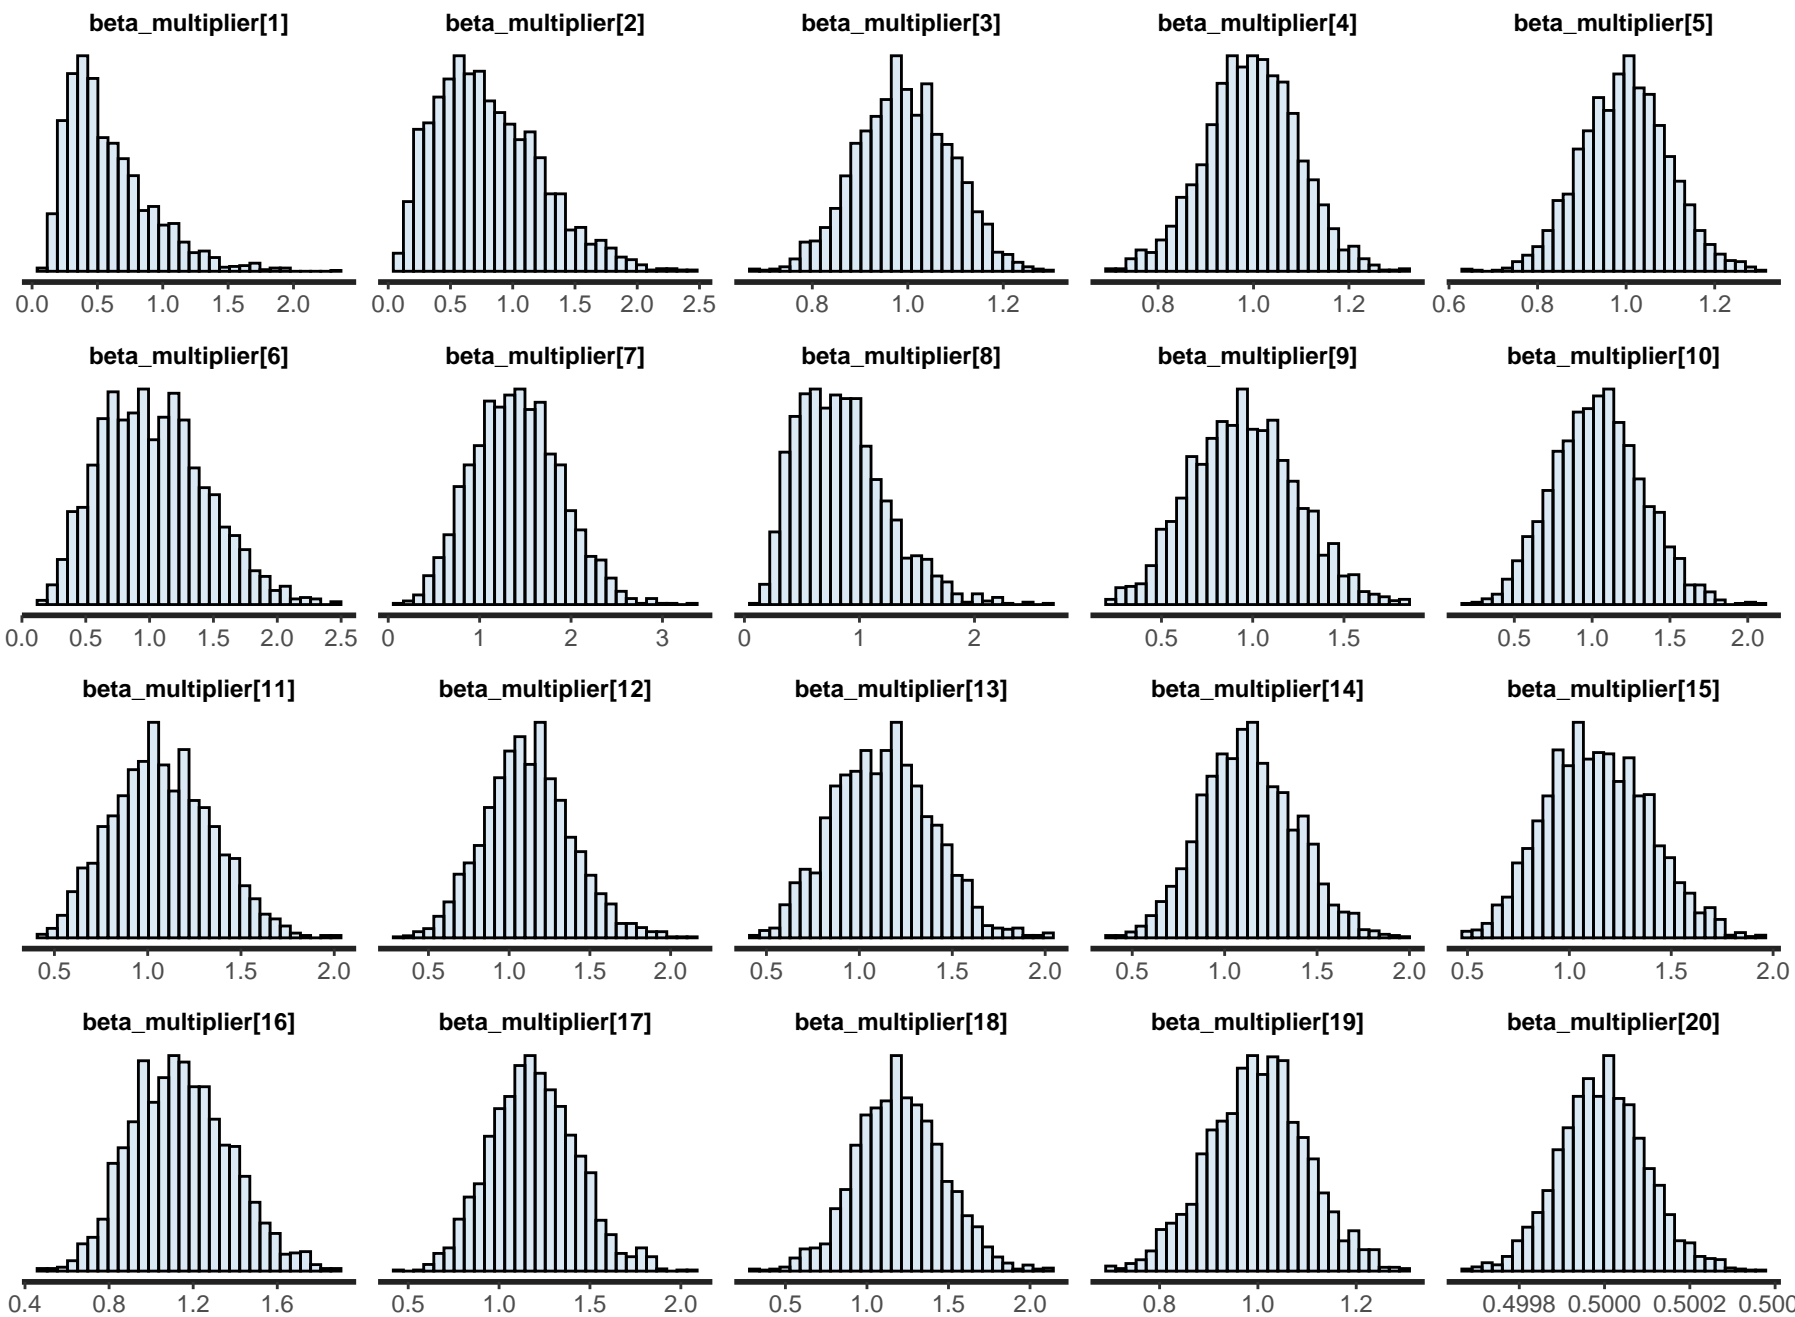 beta_multiplier[1] beta_multiplier[2] beta_multiplier[3] beta_multiplier[4] beta_multiplier[5]
0.0 0.5 1.0 1.5 2.0 0.0 0.5 1.0 1.5 2.0 2.5 0.8 1.0 1.2 0.8 1.0 1.2 0.6 0.8 1.0 1.2
beta_multiplier[6] beta_multiplier[7] beta_multiplier[8] beta_multiplier[9] beta_multiplier[10]
0.0 0.5 1.0 1.5 2.0 2.5 0 1 2 3 0 1 2 0.5 1.0 1.5 0.5 1.0 1.5 2.0
beta_multiplier[11] beta_multiplier[12] beta_multiplier[13] beta_multiplier[14] beta_multiplier[15]
0.5 1.0 1.5 2.0 0.5 1.0 1.5 2.0 0.5 1.0 1.5 2.0 0.5 1.0 1.5 2.0 0.5 1.0 1.5 2.0
beta_multiplier[16] beta_multiplier[17] beta_multiplier[18] beta_multiplier[19] beta_multiplier[20]
0.4 0.8 1.2 1.6 0.5 1.0 1.5 2.0 0.5 1.0 1.5 2.0 0.8 1.0 1.2 0.4998 0.5000 0.5002